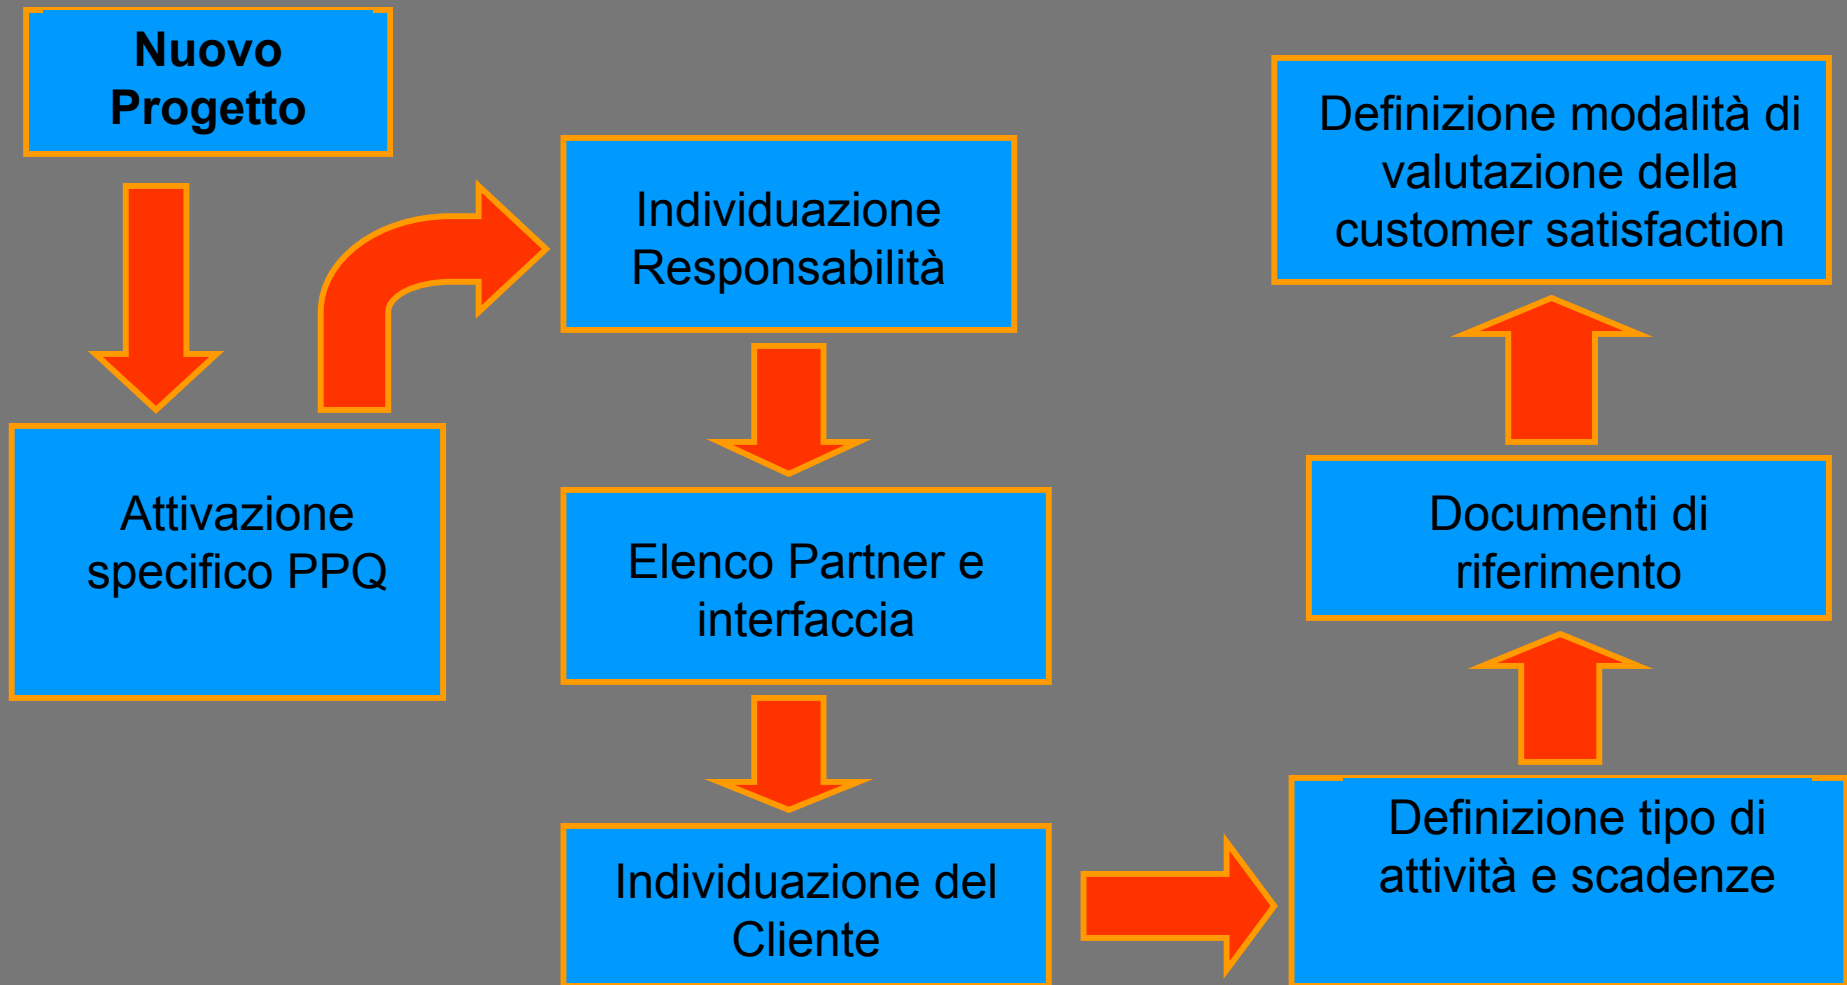 Nuovo
Progetto
Attivazione
specifico PPQ
Individuazione
Responsabilità
Elenco Partner e
interfaccia
Individuazione del
Cliente
Definizione tipo di
attività e scadenze
Documenti di
riferimento
Definizione modalità di
valutazione della
customer satisfaction